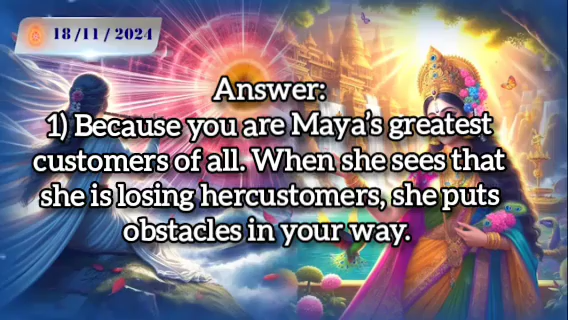 18/11/2024
Answer:
1) Because you are Maya's greatest
customers of all. When she sees that
she is losing hercustomers, she puts
obstacles in your way.